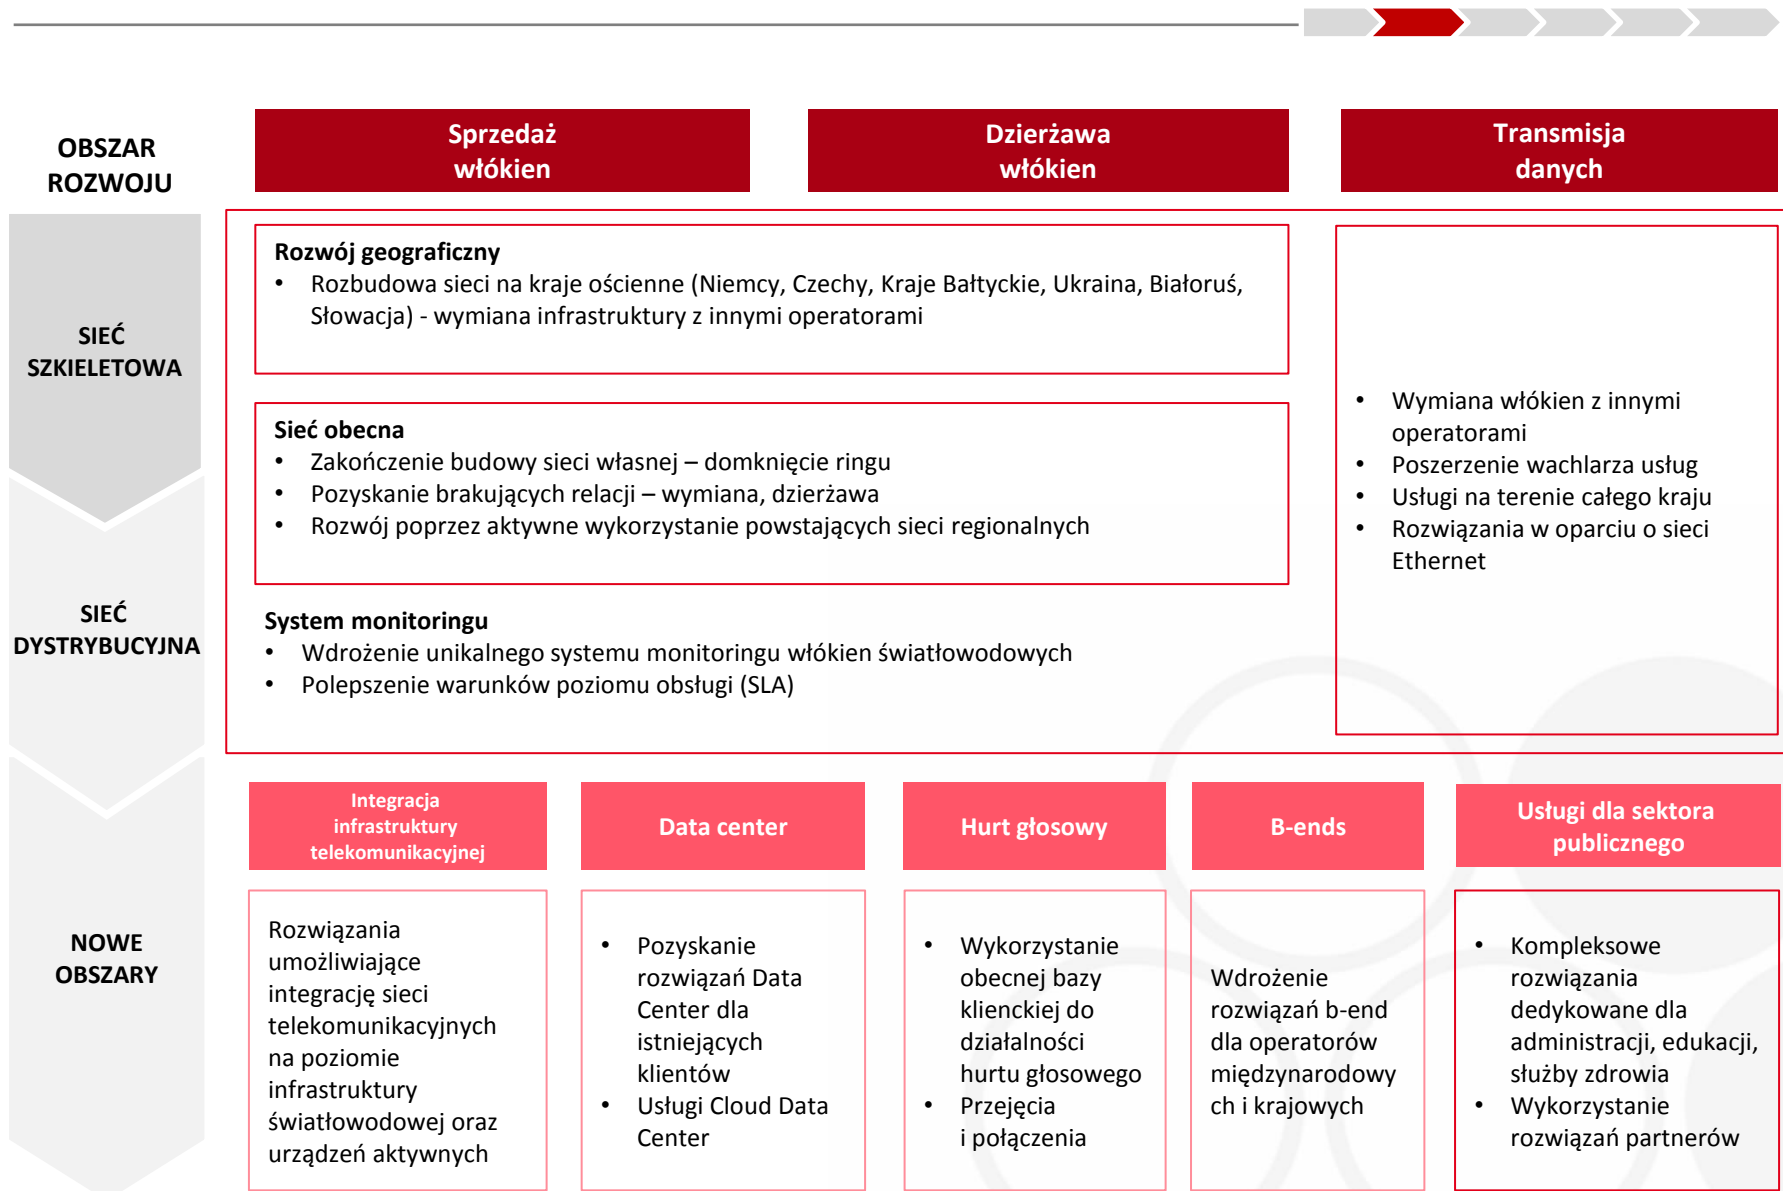 OBSZAR
ROZWOJU
Sprzedaż
włókien
Dzierżawa
włókien
Transmisja
danych
SIEĆ
SZKIELETOWA
Rozwój geograficzny
• Rozbudowa sieci na kraje ościenne (Niemcy, Czechy, Kraje Bałtyckie, Ukraina, Białoruś,
Słowacja) - wymiana infrastruktury z innymi operatorami
Sieć obecna
• Zakończenie budowy sieci własnej – domknięcie ringu
• Pozyskanie brakujących relacji – wymiana, dzierżawa
• Rozwój poprzez aktywne wykorzystanie powstających sieci regionalnych
• Wymiana włókien z innymi
operatorami
• Poszerzenie wachlarza usług
• Usługi na terenie całego kraju
• Rozwiązania w oparciu o sieci
Ethernet
SIEĆ
DYSTRYBUCYJNA
System monitoringu
• Wdrożenie unikalnego systemu monitoringu włókien światłowodowych
• Polepszenie warunków poziomu obsługi (SLA)
NOWE
OBSZARY
Integracja
infrastruktury
telekomunikacyjnej
Rozwiązania
umożliwiające
integrację sieci
telekomunikacyjnych
na poziomie
infrastruktury
światłowodowej oraz
urządzeń aktywnych
Data center
• Pozyskanie
rozwiązań Data
Center dla
istniejących
klientów
• Usługi Cloud Data
Center
Hurt głosowy
• Wykorzystanie
obecnej bazy
klienckiej do
działalności
hurtu głosowego
• Przejęcia
i połączenia
B-ends
Wdrożenie
rozwiązań b-end
dla operatorów
międzynarodowy
ch i krajowych
Usługi dla sektora
publicznego
• Kompleksowe
rozwiązania
dedykowane dla
administracji, edukacji,
służby zdrowia
• Wykorzystanie
rozwiązań partnerów